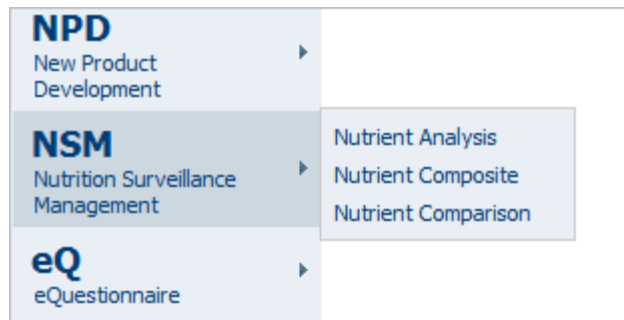 NPD
New Product
Development
NSM
Nutrition Surveillance
Management
Nutrient Analysis
Nutrient Composite
Nutrient Comparison
eQ
eQuestionnaire